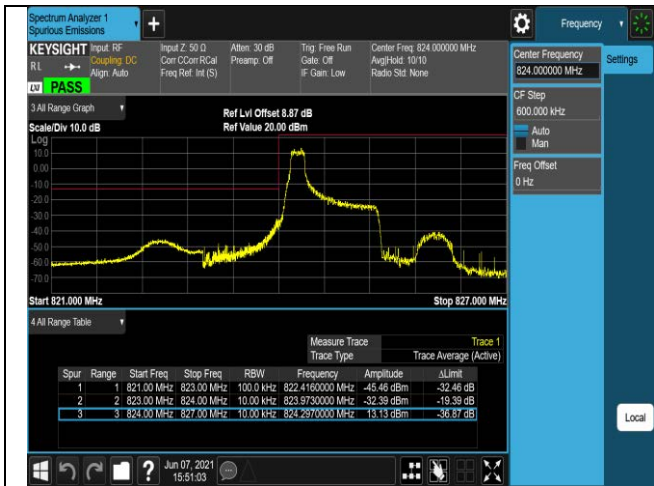 Spectrum Analyzer 1
Spurious Emissions
+
Frequency
KEYSIGHT
RL
Input: RF
Coupling: DC
Align: Auto
Input Z: 50 Ω
Corr CCorr RCal
Freq Ref: Int (S)
Atten: 30 dB
Preamp: Off
Trig: Free Run
Gate: Off
IF Gain: Low
Center Freq: 824.000000 MHz
Avg|Hold: 10/10
Radio Std: None
LXI PASS
Center Frequency
824.000000 MHz
Settings
CF Step
600.000 kHz
Auto
Man
Freq Offset
0 Hz
3 All Range Graph
Scale/Div 10.0 dB
Ref Lvl Offset 8.87 dB
Ref Value 20.00 dBm
Log
10.0
0.00
-10.0
-20.0
-30.0
-40.0
-50.0
-60.0
-70.0
Start 821.000 MHz
Stop 827.000 MHz
4 All Range Table
Measure Trace Trace 1
Trace Type Trace Average (Active)
Spur Range Start Freq Stop Freq RBW Frequency Amplitude ΔLimit
1 1 821.00 MHz 823.00 MHz 100.0 kHz 822.4160000 MHz -45.46 dBm -32.46 dB
2 2 823.00 MHz 824.00 MHz 10.00 kHz 823.9730000 MHz -32.39 dBm -19.39 dB
3 3 824.00 MHz 827.00 MHz 10.00 kHz 824.2970000 MHz 13.13 dBm -36.87 dB
Local
?
Jun 07, 2021
15:51:03